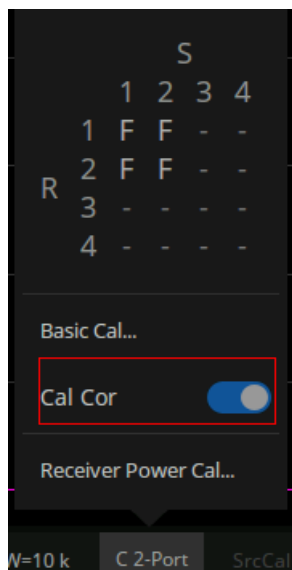 S
1 2 3 4
1 F F - -
2 F F - -
R
3 - - - -
4 - - - -
Basic Cal...
Cal Cor
Receiver Power Cal...
W=10 k C 2-Port SrcCal